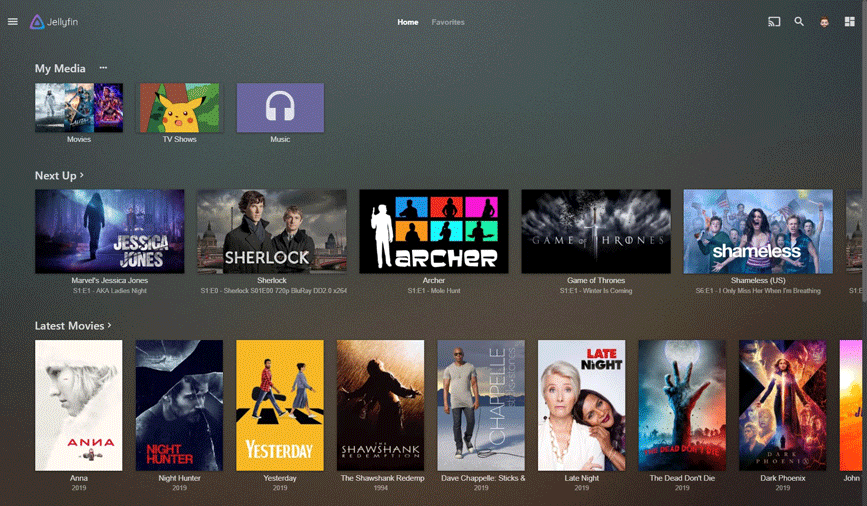 Jellyfin
Home Favorites
My Media
Movies TV Shows Music
Next Up
JESSICA JONES
SHERLOCK
ARCHER
GAME OF THRONES
shameless
Marvel's Jessica Jones Sherlock Archer Game of Thrones Shameless (US)
S1:E1 - AKA Ladies Night S1:E0 - Sherlock S01E00 720p BluRay DD2.0 x264 S1:E1 - Mole Hunt S1:E1 - Winter Is Coming S6:E1 - I Only Miss Her When I'm Breathing
Latest Movies
ANNA
NIGHT HUNTER
YESTERDAY
THE SHAWSHANK REDEMPTION
CHAPPELLE
sticks & stones
LATE NIGHT
THE DEAD DON'T DIE
DARK PHOENIX
Anna Night Hunter Yesterday The Shawshank Redemp Dave Chappelle: Sticks & Late Night The Dead Don't Die Dark Phoenix John
2019 2019 2019 1994 2019 2019 2019 2019